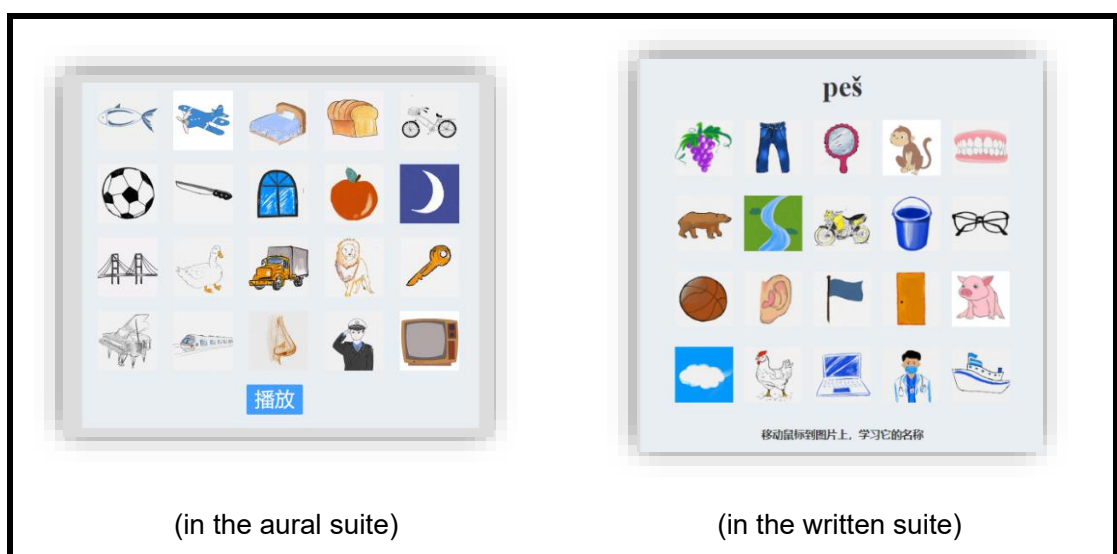 peš
播放
移动鼠标到图片上，学习它的名称
(in the aural suite)
(in the written suite)